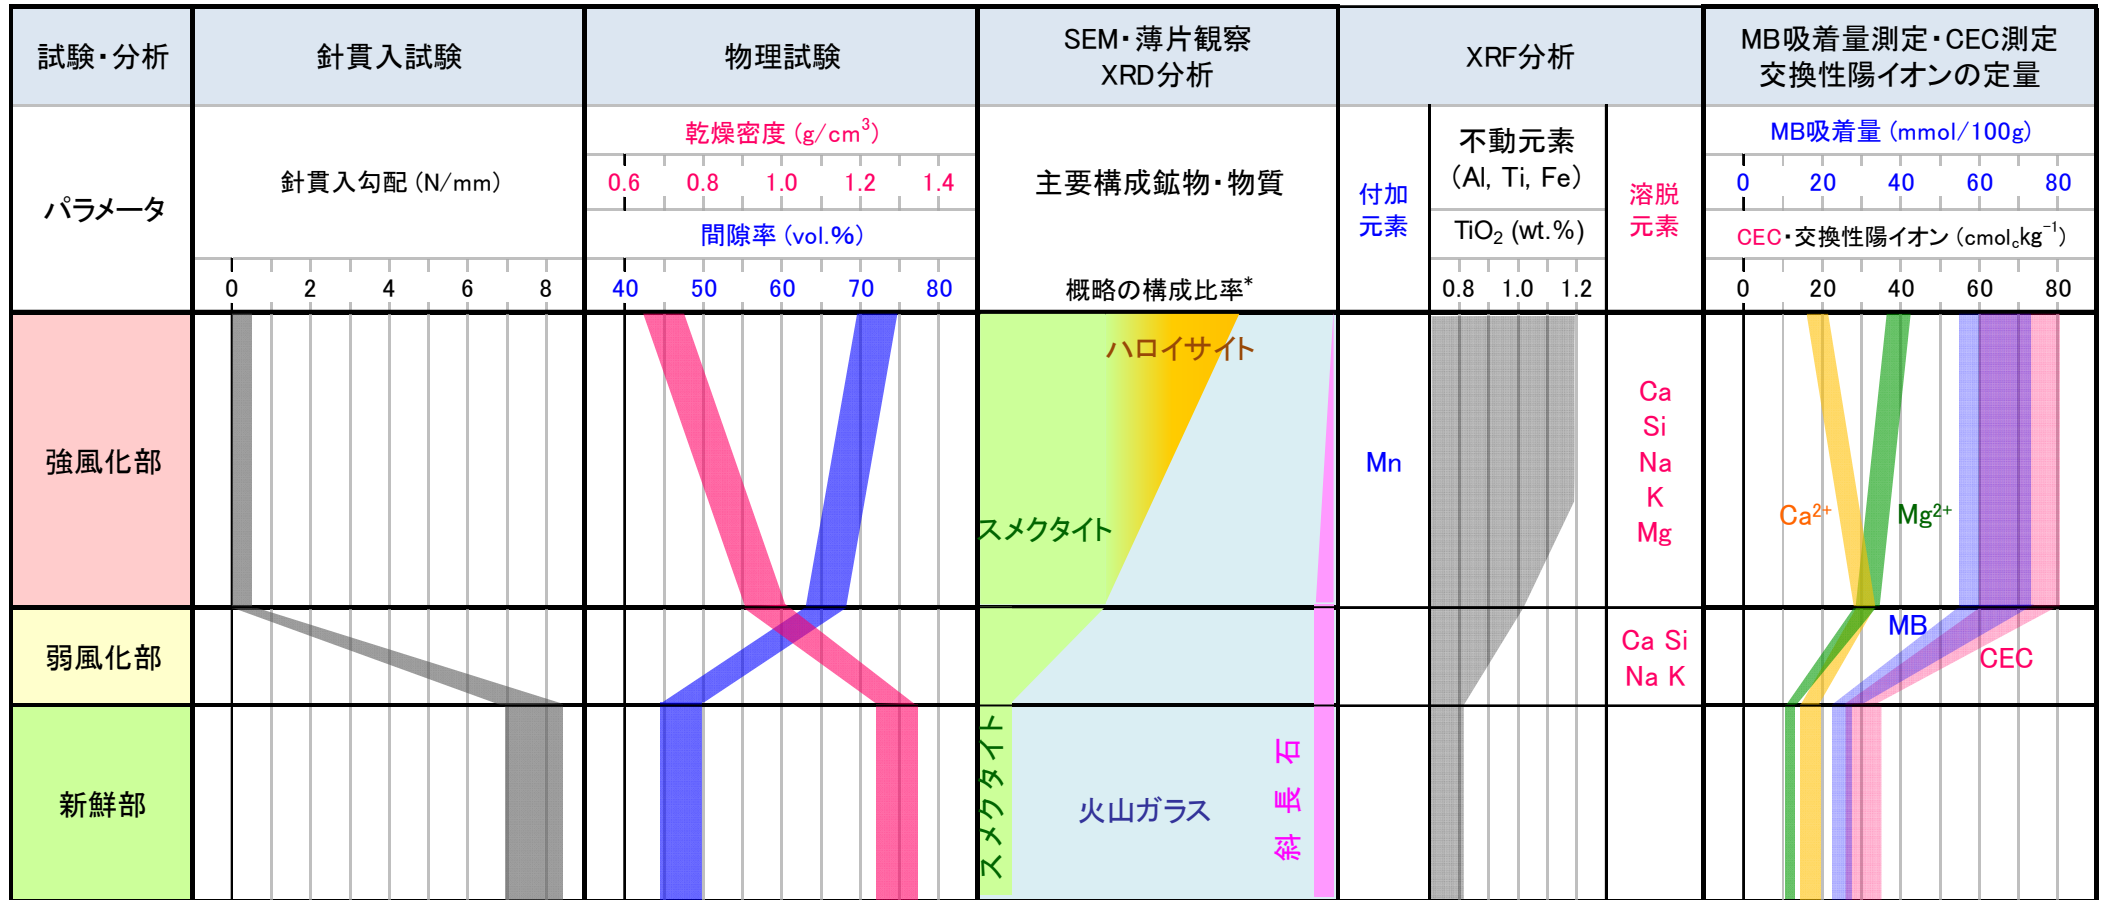 試験・分析
針貫入試験
物理試験
SEM・薄片観察
XRD分析
XRF分析
MB吸着量測定・CEC測定
交換性陽イオンの定量
パラメータ
針貫入勾配 (N/mm)
0 2 4 6 8
乾燥密度 (g/cm³)
0.6 0.8 1.0 1.2 1.4
間隙率 (vol.%)
40 50 60 70 80
主要構成鉱物・物質
概略の構成比率*
付加
元素
不動元素
(Al, Ti, Fe)
TiO₂ (wt.%)
0.8 1.0 1.2
溶脱
元素
MB吸着量 (mmol/100g)
0 20 40 60 80
CEC・交換性陽イオン (cmol꜀kg⁻¹)
0 20 40 60 80
強風化部
ハロイサイト
スメクタイト
Mn
Ca
Si
Na
K
Mg
Ca²⁺
Mg²⁺
弱風化部
Ca Si
Na K
MB
CEC
新鮮部
スメクタイト
火山ガラス
斜長石